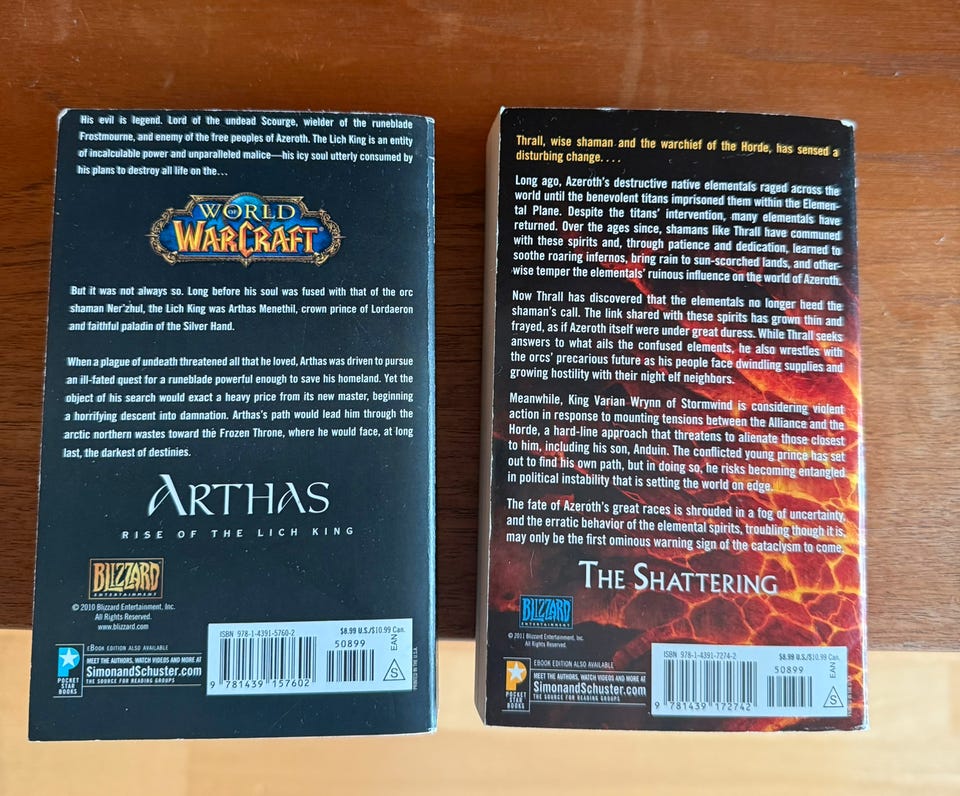 His evil is legend. Lord of the undead Scourge, wielder of the runeblade
Frostmourne, and enemy of the free peoples of Azeroth. The Lich King is an entity
of incalculable power and unparalleled malice—his icy soul utterly consumed by
his plans to destroy all life on the...
WORLD
OF
WARCRAFT
But it was not always so. Long before his soul was fused with that of the orc
shaman Ner'zhul, the Lich King was Arthas Menethil, crown prince of Lordaeron
and faithful paladin of the Silver Hand.
When a plague of undeath threatened all that he loved, Arthas was driven to pursue
an ill-fated quest for a runeblade powerful enough to save his homeland. Yet the
object of his search would exact a heavy price from its new master, beginning
a horrifying descent into damnation. Arthas's path would lead him through the
arctic northern wastes toward the Frozen Throne, where he would face, at long
last, the darkest of destinies.
ARTHAS
RISE OF THE LICH KING
BLIZZARD
ENTERTAINMENT
© 2010 Blizzard Entertainment, Inc.
All Rights Reserved.
www.blizzard.com
EBOOK EDITION ALSO AVAILABLE
MEET THE AUTHORS, WATCH VIDEOS AND MORE AT
SimonandSchuster.com
THE SOURCE FOR READING GROUPS
POCKET
STAR
BOOKS
ISBN 978-1-4391-5760-2
$8.99 U.S./$10.99 Can.
50899
9 781439 157602
EAN
S
PRINTED IN THE U.S.A.
Thrall, wise shaman and the warchief of the Horde, has sensed a
disturbing change. . . .
Long ago, Azeroth's destructive native elementals raged across the
world until the benevolent titans imprisoned them within the Elemen-
tal Plane. Despite the titans' intervention, many elementals have
returned. Over the ages since, shamans like Thrall have communed
with these spirits and, through patience and dedication, learned to
soothe roaring infernos, bring rain to sun-scorched lands, and other-
wise temper the elementals' ruinous influence on the world of Azeroth.
Now Thrall has discovered that the elementals no longer heed the
shaman's call. The link shared with these spirits has grown thin and
frayed, as if Azeroth itself were under great duress. While Thrall seeks
answers to what ails the confused elements, he also wrestles with
the orcs' precarious future as his people face dwindling supplies and
growing hostility with their night elf neighbors.
Meanwhile, King Varian Wrynn of Stormwind is considering violent
action in response to mounting tensions between the Alliance and the
Horde, a hard-line approach that threatens to alienate those closest
to him, including his son, Anduin. The conflicted young prince has set
out to find his own path, but in doing so, he risks becoming entangled
in political instability that is setting the world on edge.
The fate of Azeroth's great races is shrouded in a fog of uncertainty,
and the erratic behavior of the elemental spirits, troubling though it is,
may only be the first ominous warning sign of the cataclysm to come.
THE SHATTERING
BLIZZARD
ENTERTAINMENT
© 2011 Blizzard Entertainment, Inc.
All Rights Reserved.
EBOOK EDITION ALSO AVAILABLE
MEET THE AUTHORS, WATCH VIDEOS AND MORE AT
SimonandSchuster.com
THE SOURCE FOR READING GROUPS
POCKET
STAR
BOOKS
ISBN 978-1-4391-7274-2
$8.99 U.S./$10.99 Can.
50899
9 781439 172742
EAN
S